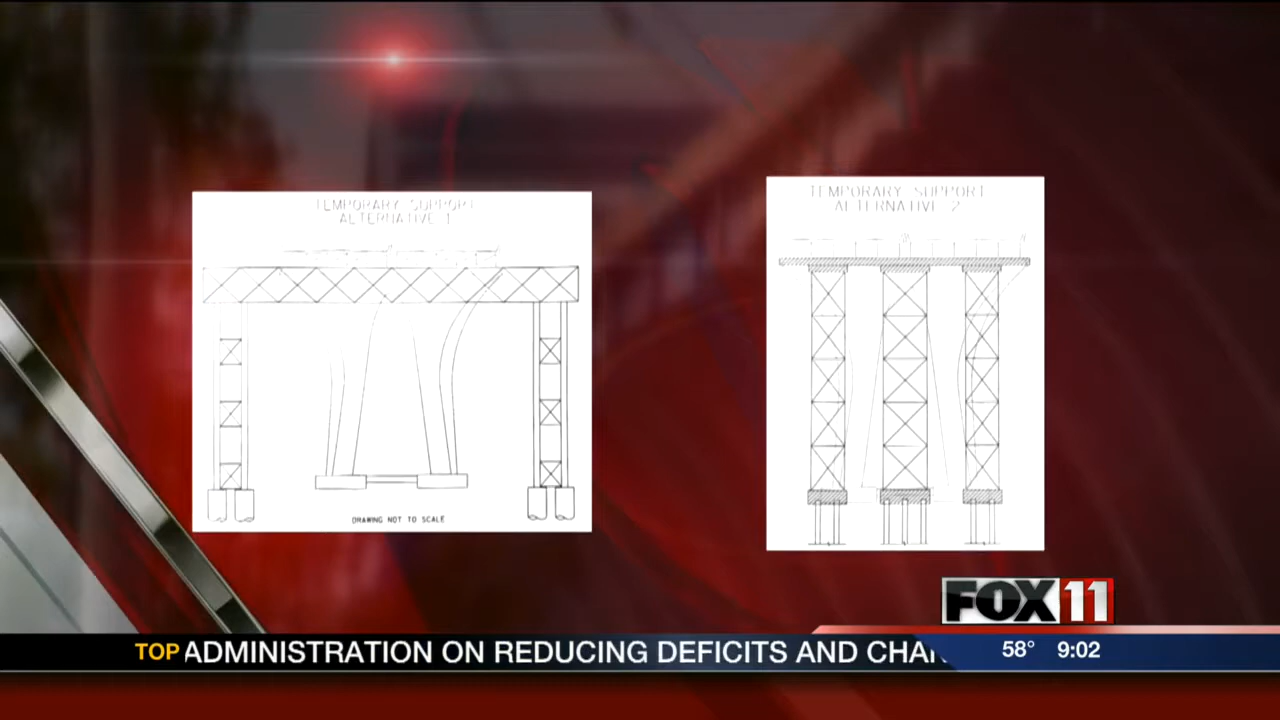 TEMPORARY SUPPORT
ALTERNATIVE 1
DRAWING NOT TO SCALE
TEMPORARY SUPPORT
ALTERNATIVE 2
FOX 11
TOP ADMINISTRATION ON REDUCING DEFICITS AND CHAN
58° 9:02